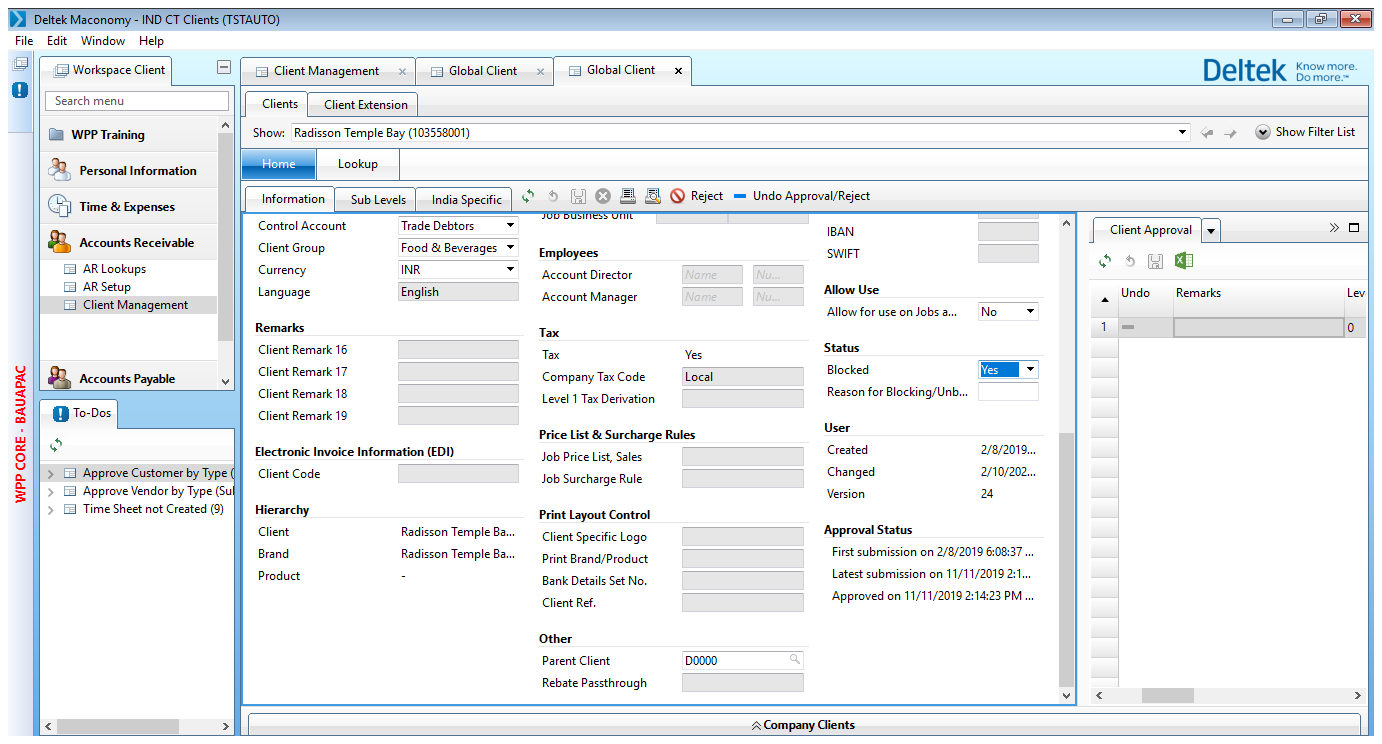 Deltek Maconomy - IND CT Clients (TSTAUTO)
File Edit Window Help
Workspace Client
Search menu
WPP Training
Personal Information
Time & Expenses
Accounts Receivable
AR Lookups
AR Setup
Client Management
Accounts Payable
To-Dos
Approve Customer by Type (
Approve Vendor by Type (Sul
Time Sheet not Created (9)
WPP CORE - BAUAPAC
Client Management
Global Client
Global Client
Deltek Know more.
Do more.™
Clients
Client Extension
Show: Radisson Temple Bay (103558001)
Show Filter List
Home
Lookup
Information
Sub Levels
India Specific
Reject
Undo Approval/Reject
Control Account Trade Debtors
Client Group Food & Beverages
Currency INR
Language English
Remarks
Client Remark 16
Client Remark 17
Client Remark 18
Client Remark 19
Electronic Invoice Information (EDI)
Client Code
Hierarchy
Client Radisson Temple Ba...
Brand Radisson Temple Ba...
Product -
Job Business Unit
Employees
Account Director Name Nu...
Account Manager Name Nu...
Tax
Tax Yes
Company Tax Code Local
Level 1 Tax Derivation
Price List & Surcharge Rules
Job Price List, Sales
Job Surcharge Rule
Print Layout Control
Client Specific Logo
Print Brand/Product
Bank Details Set No.
Client Ref.
Other
Parent Client D0000
Rebate Passthrough
IBAN
SWIFT
Allow Use
Allow for use on Jobs a... No
Status
Blocked Yes
Reason for Blocking/Unb...
User
Created 2/8/2019...
Changed 2/10/202...
Version 24
Approval Status
First submission on 2/8/2019 6:08:37 ...
Latest submission on 11/11/2019 2:1...
Approved on 11/11/2019 2:14:23 PM ...
Client Approval
Undo Remarks Lev
1 0
Company Clients